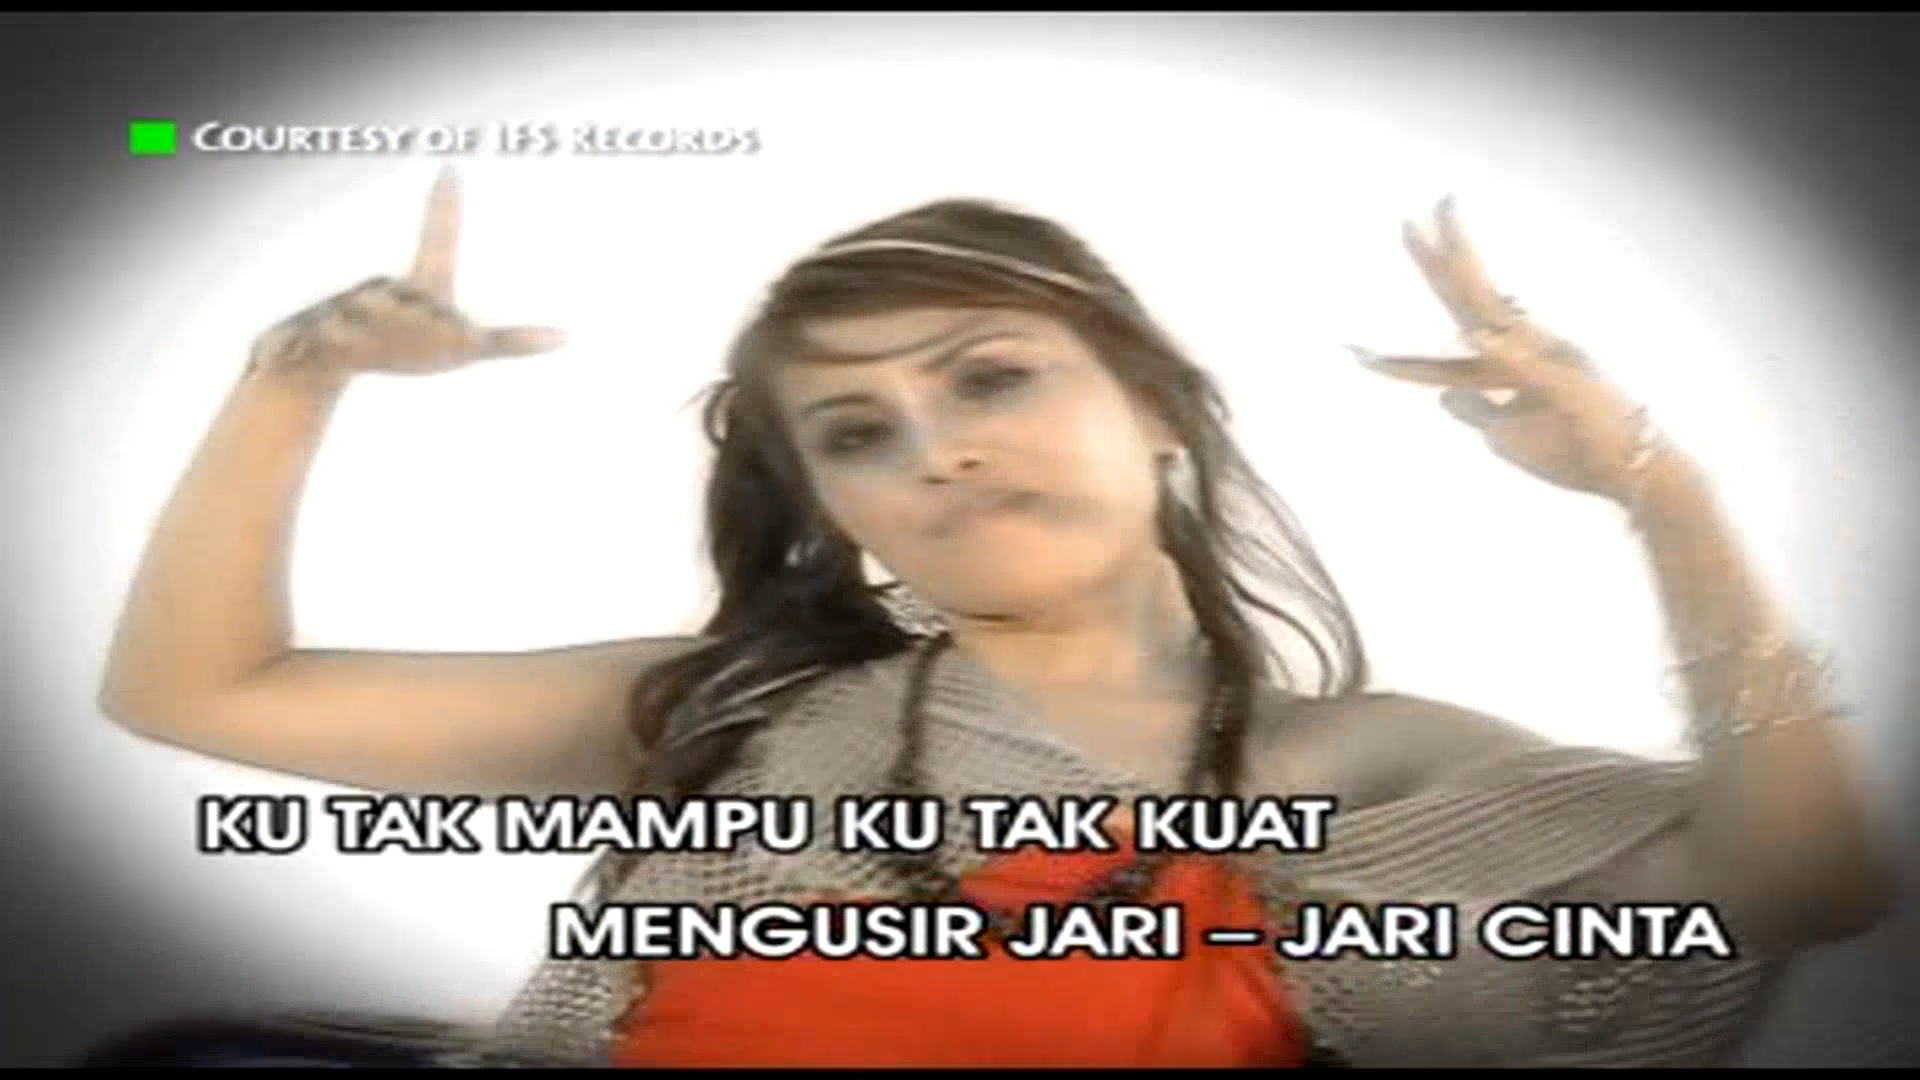 COURTESY OF IFS RECORDS
KU TAK MAMPU KU TAK KUAT
MENGUSIR JARI – JARI CINTA